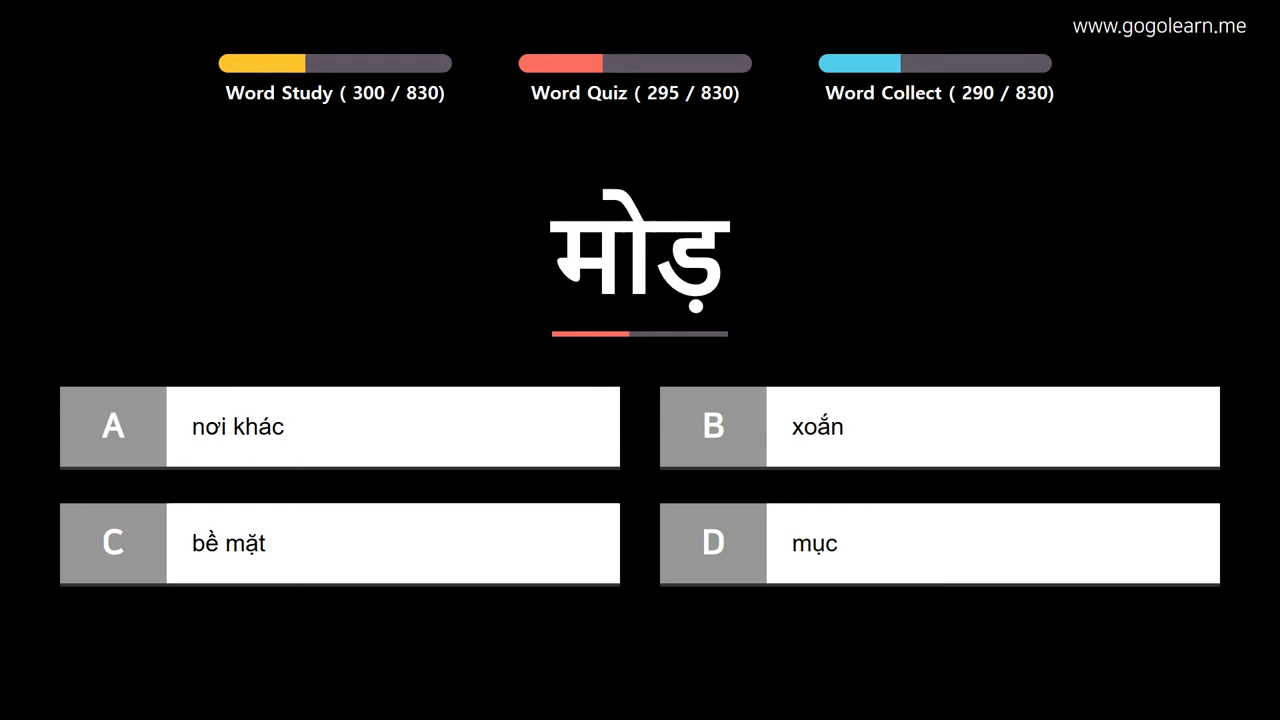 www.gogolearn.me
Word Study ( 300 / 830)
Word Quiz ( 295 / 830)
Word Collect ( 290 / 830)
मोड़
A nơi khác
B xoắn
C bề mặt
D mục